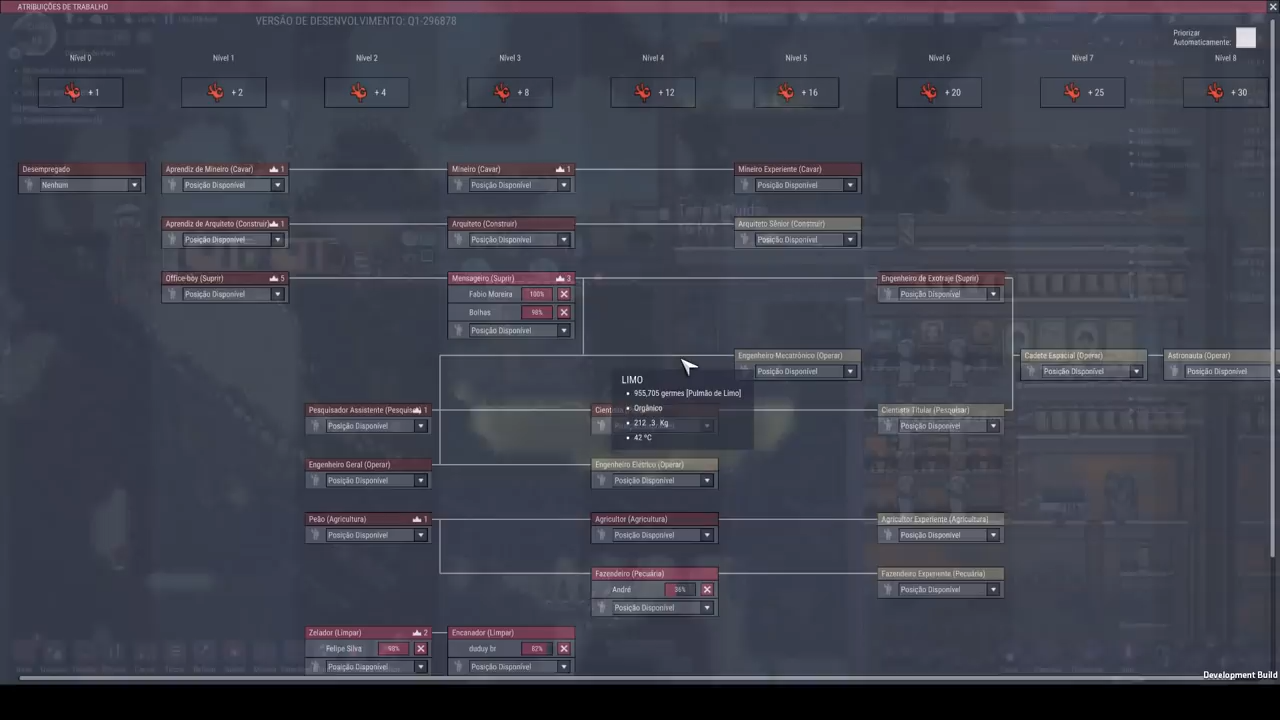 ATRIBUIÇÕES DE TRABALHO
VERSÃO DE DESENVOLVIMENTO: Q1-296878
Priorizar
Automaticamente:
Nível 0 Nível 1 Nível 2 Nível 3 Nível 4 Nível 5 Nível 6 Nível 7 Nível 8
+ 1 + 2 + 4 + 8 + 12 + 16 + 20 + 25 + 30
Desempregado Aprendiz de Mineiro (Cavar) 1 Mineiro (Cavar) 1 Mineiro Experiente (Cavar)
Nenhum Posição Disponível Posição Disponível Posição Disponível
Aprendiz de Arquiteto (Construir) 1 Arquiteto (Construir) Arquiteto Sênior (Construir)
Posição Disponível Posição Disponível Posição Disponível
Office-boy (Suprir) 5 Mensageiro (Suprir) 3 Engenheiro de Exotraje (Suprir)
Posição Disponível Fabio Moreira 100% Posição Disponível
Bolhas 98%
Posição Disponível
Engenheiro Mecatrônico (Operar) Cadete Espacial (Operar) Astronauta (Operar)
Posição Disponível Posição Disponível Posição Disponível
LIMO
955,705 germes [Pulmão de Limo]
Orgânico
212 .3 Kg
42 ºC
Pesquisador Assistente (Pesquis 1 Cientista Cientista Titular (Pesquisar)
Posição Disponível Posição Disponível
Engenheiro Geral (Operar) Engenheiro Elétrico (Operar)
Posição Disponível Posição Disponível
Peão (Agricultura) 1 Agricultor (Agricultura) Agricultor Experiente (Agricultura)
Posição Disponível Posição Disponível Posição Disponível
Fazendeiro (Pecuária) Fazendeiro Experiente (Pecuária)
André 36% Posição Disponível
Posição Disponível
Zelador (Limpar) 2 Encanador (Limpar)
Felipe Silva 98% duduy br 82%
Posição Disponível Posição Disponível
Development Build